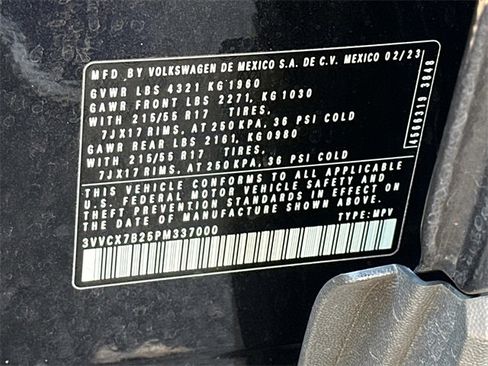 MFD. BY VOLKSWAGEN DE MEXICO S.A. DE C.V. MEXICO 02/23
GVWR LBS 4321 KG 1960
GAWR FRONT LBS 2271, KG 1030
WITH 215/55 R17 TIRES,
7JX17 RIMS, AT 250 KPA, 36 PSI COLD
GAWR REAR LBS 2161, KG 0980
WITH 215/55 R17 TIRES,
7JX17 RIMS, AT 250 KPA, 36 PSI COLD
THIS VEHICLE CONFORMS TO ALL APPLICABLE
U.S. FEDERAL MOTOR VEHICLE SAFETY AND
THEFT PREVENTION STANDARDS IN EFFECT ON
THE DATE OF MANUFACTURE SHOWN ABOVE
3VVCX7B25PM337000 TYPE: MPV
4565319 3848